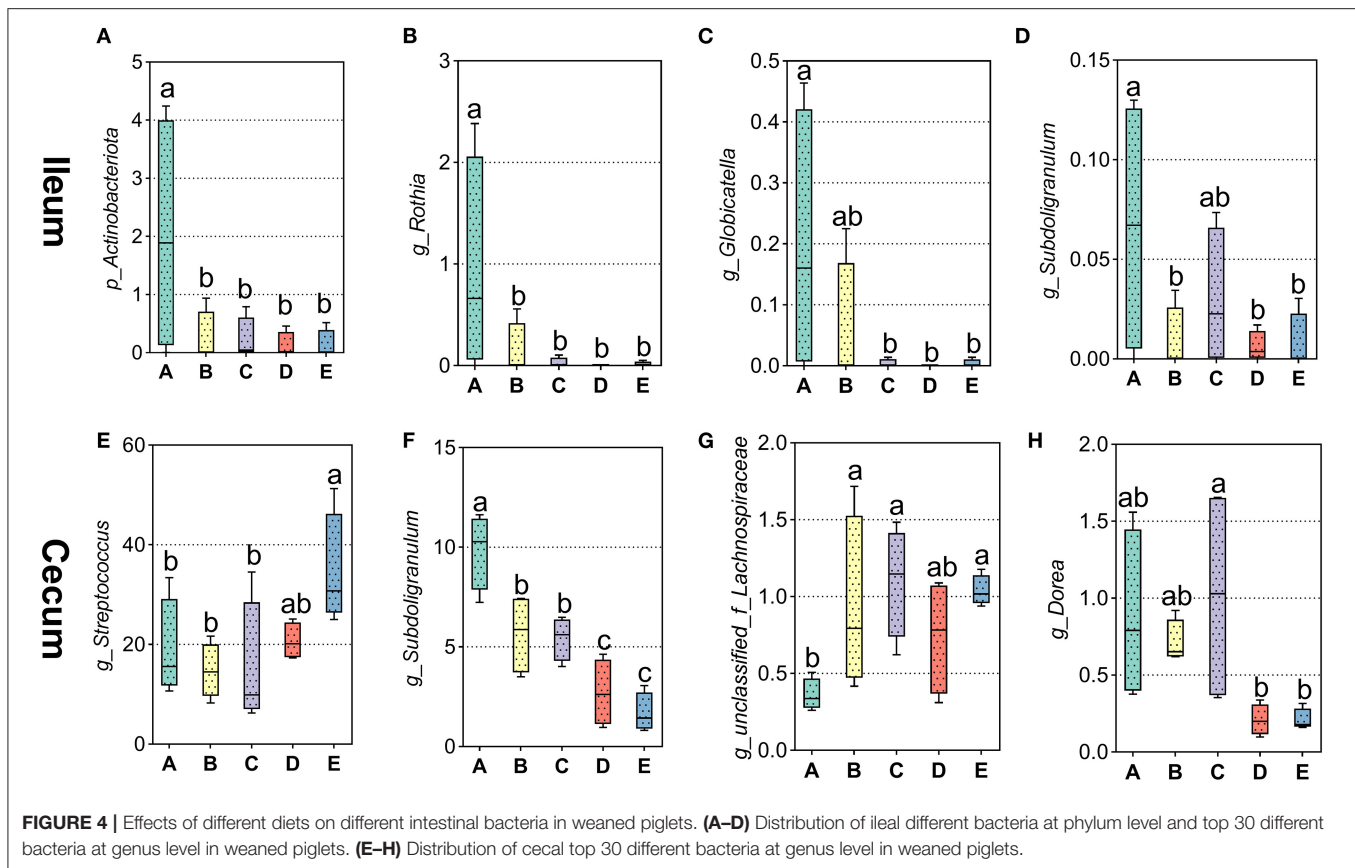 Ileum
A
p_Actinobacteriota
5
4
3
2
1
0
a
b
b
b
b
A B C D E
B
g_Rothia
3
2
1
0
a
b
b
b
b
A B C D E
C
g_Globicatella
0.5
0.4
0.3
0.2
0.1
0.0
a
ab
b
b
b
A B C D E
D
g_Subdoligranulum
0.15
0.10
0.05
0.00
a
b
ab
b
b
A B C D E
Cecum
E
g_Streptococcus
60
40
20
0
b
b
b
ab
a
A B C D E
F
g_Subdoligranulum
15
10
5
0
a
b
b
c
c
A B C D E
G
g_unclassified_f_Lachnospiraceae
2.0
1.5
1.0
0.5
0.0
b
a
a
ab
a
A B C D E
H
g_Dorea
2.0
1.5
1.0
0.5
0.0
ab
ab
a
b
b
A B C D E
FIGURE 4 | Effects of different diets on different intestinal bacteria in weaned piglets. (A–D) Distribution of ileal different bacteria at phylum level and top 30 different
bacteria at genus level in weaned piglets. (E–H) Distribution of cecal top 30 different bacteria at genus level in weaned piglets.